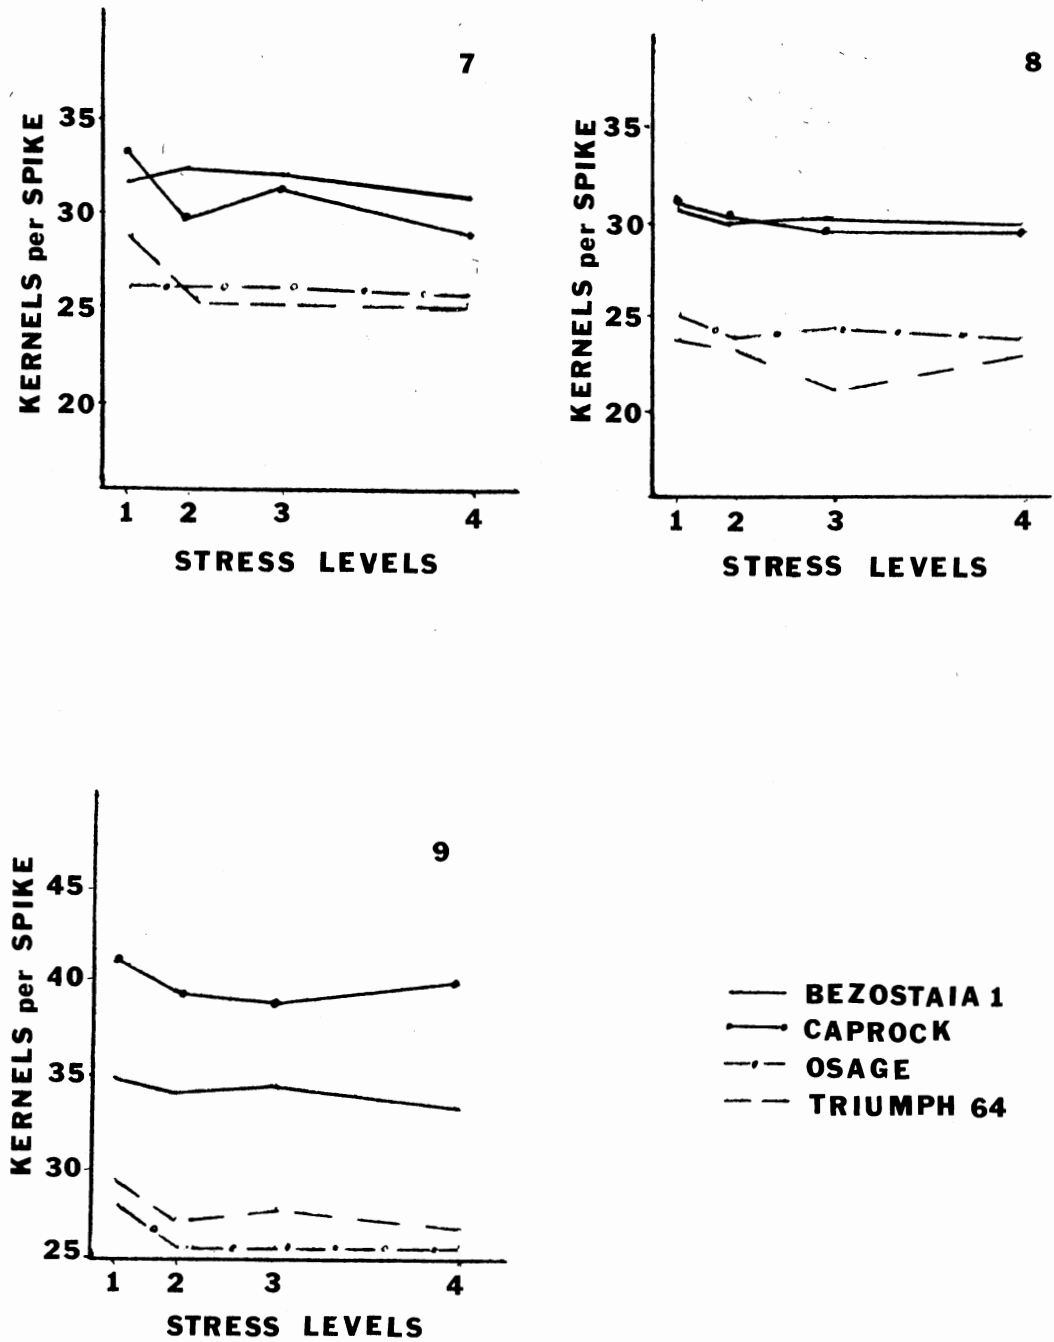 7
KERNELS per SPIKE
35
30
25
20
1 2 3 4
STRESS LEVELS
8
KERNELS per SPIKE
35
30
25
20
1 2 3 4
STRESS LEVELS
9
KERNELS per SPIKE
45
40
35
30
25
1 2 3 4
STRESS LEVELS
BEZOSTAIA 1
CAPROCK
OSAGE
TRIUMPH 64